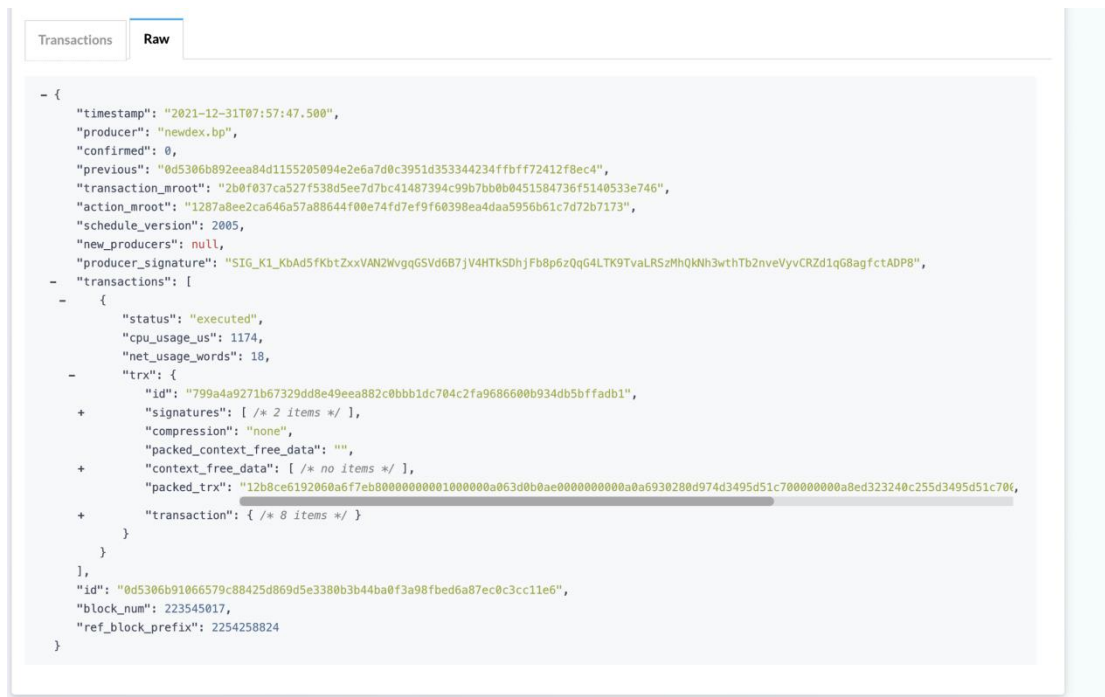 Transactions
Raw
- {
"timestamp": "2021-12-31T07:57:47.500",
"producer": "newdex.bp",
"confirmed": 0,
"previous": "0d5306b892eea84d1155205094e2e6a7d0c3951d353344234ffbff72412f8ec4",
"transaction_mroot": "2b0f037ca527f538d5ee7d7bc41487394c99b7bb0b0451584736f5140533e746",
"action_mroot": "1287a8ee2ca646a57a88644f00e74fd7ef9f60398ea4daa5956b61c7d72b7173",
"schedule_version": 2005,
"new_producers": null,
"producer_signature": "SIG_K1_KbAd5fKbtZxxVAN2WvgqGSVd6B7jV4HTkSDhjFb8p6zQqG4LTK9TvaLRSzMhQkNh3wthTb2nveVyvCRZd1qG8agfctADP8",
- "transactions": [
- {
"status": "executed",
"cpu_usage_us": 1174,
"net_usage_words": 18,
- "trx": {
"id": "799a4a9271b67329dd8e49eea882c0bbb1dc704c2fa9686600b934db5bffadb1",
+ "signatures": [ /* 2 items */ ],
"compression": "none",
"packed_context_free_data": "",
+ "context_free_data": [ /* no items */ ],
"packed_trx": "12b8ce6192060a6f7eb80000000001000000a063d0b0ae0000000000a0a6930280d974d3495d51c700000000a8ed323240c255d3495d51c700,
+ "transaction": { /* 8 items */ }
}
}
],
"id": "0d5306b91066579c88425d869d5e3380b3b44ba0f3a98fbed6a87ec0c3cc11e6",
"block_num": 223545017,
"ref_block_prefix": 2254258824
}